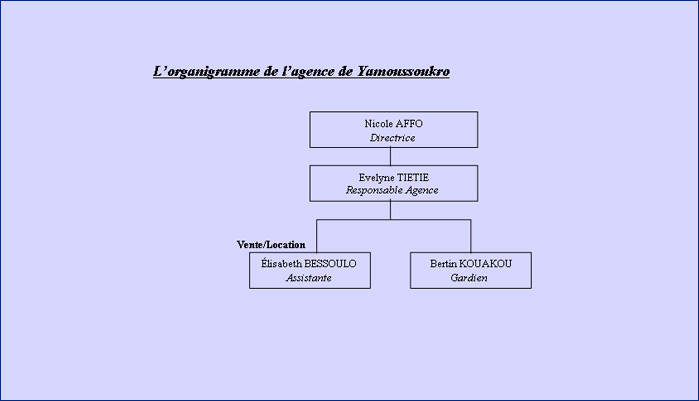 L'organigramme de l'agence de Yamoussoukro
Nicole AFFO
Directrice
Evelyne TIETIE
Responsable Agence
Vente/Location
Élisabeth BESSOULO
Assistante
Bertin KOUAKOU
Gardien